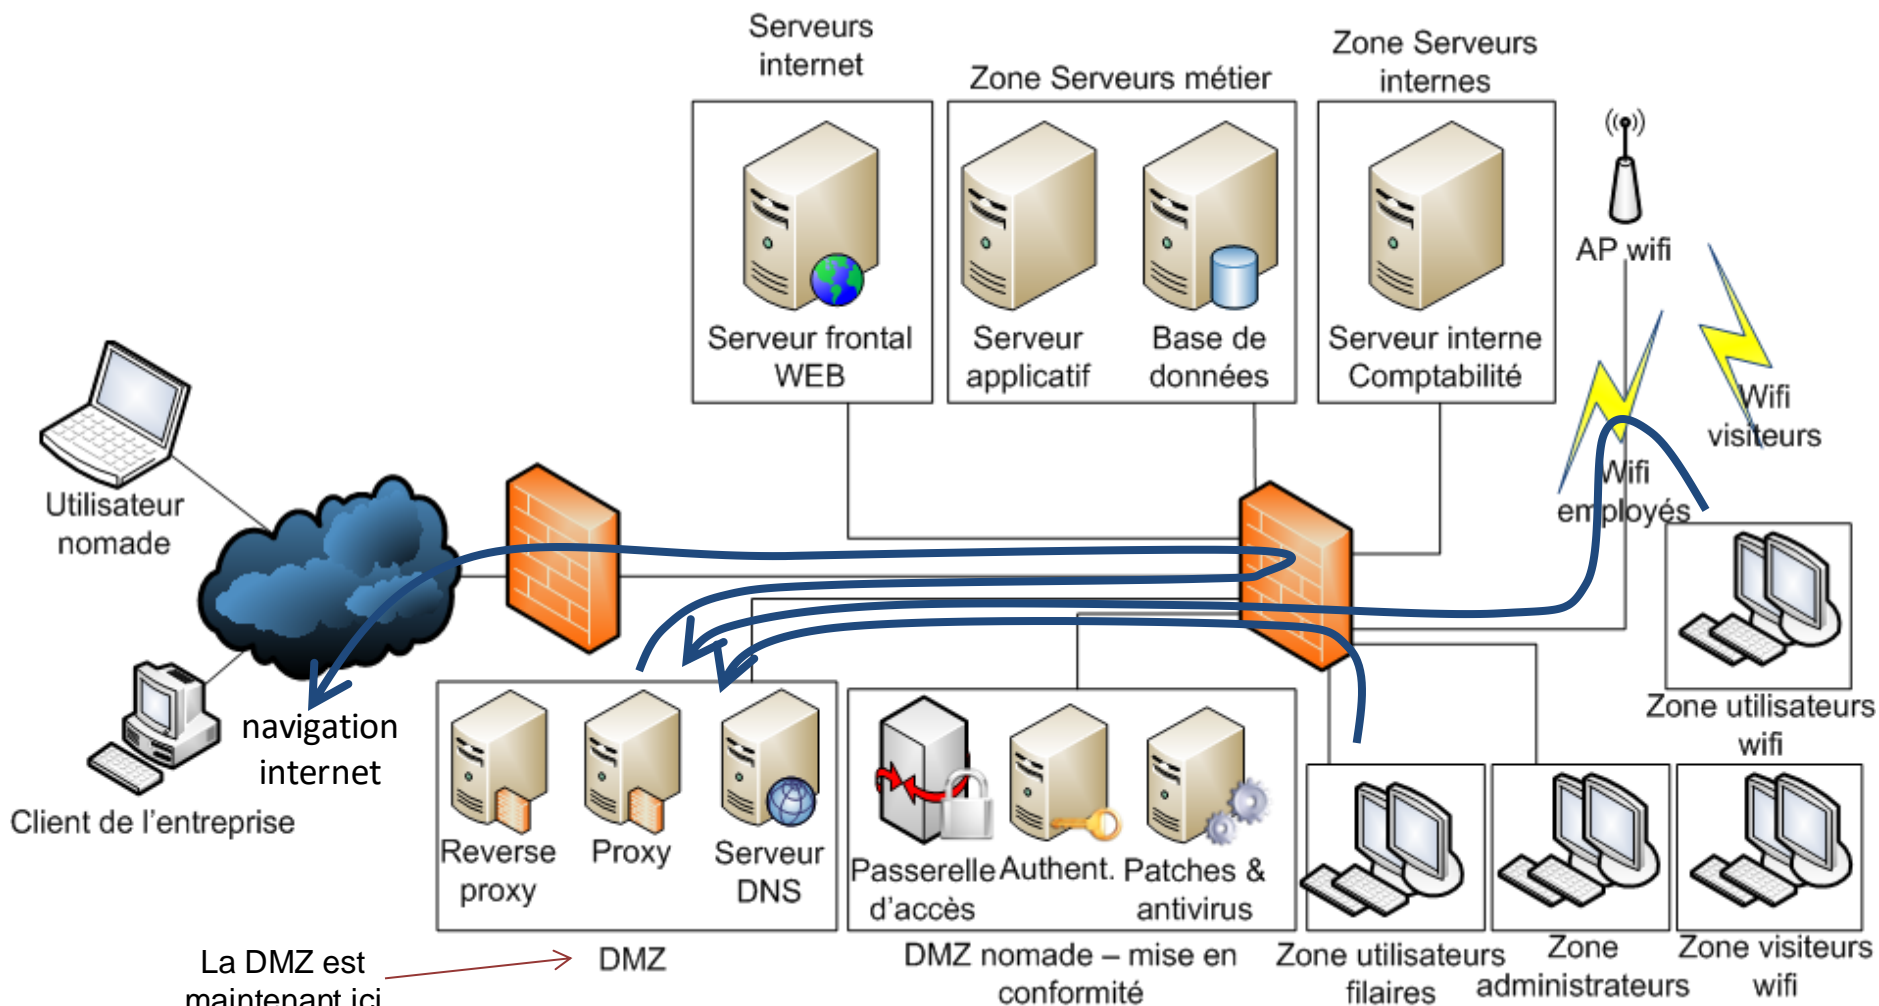 Serveurs
internet
Zone Serveurs métier
Zone Serveurs
internes
Serveur frontal
WEB
Serveur
applicatif
Base de
données
Serveur interne
Comptabilité
AP wifi
Wifi
visiteurs
Wifi
employés
Utilisateur
nomade
navigation
internet
Client de l'entreprise
Reverse
proxy
Proxy
Serveur
DNS
Passerelle
d'accès
Authent.
Patches &
antivirus
Zone utilisateurs
wifi
La DMZ est
maintenant ici
DMZ
DMZ nomade – mise en
conformité
Zone utilisateurs
filaires
Zone
administrateurs
Zone visiteurs
wifi